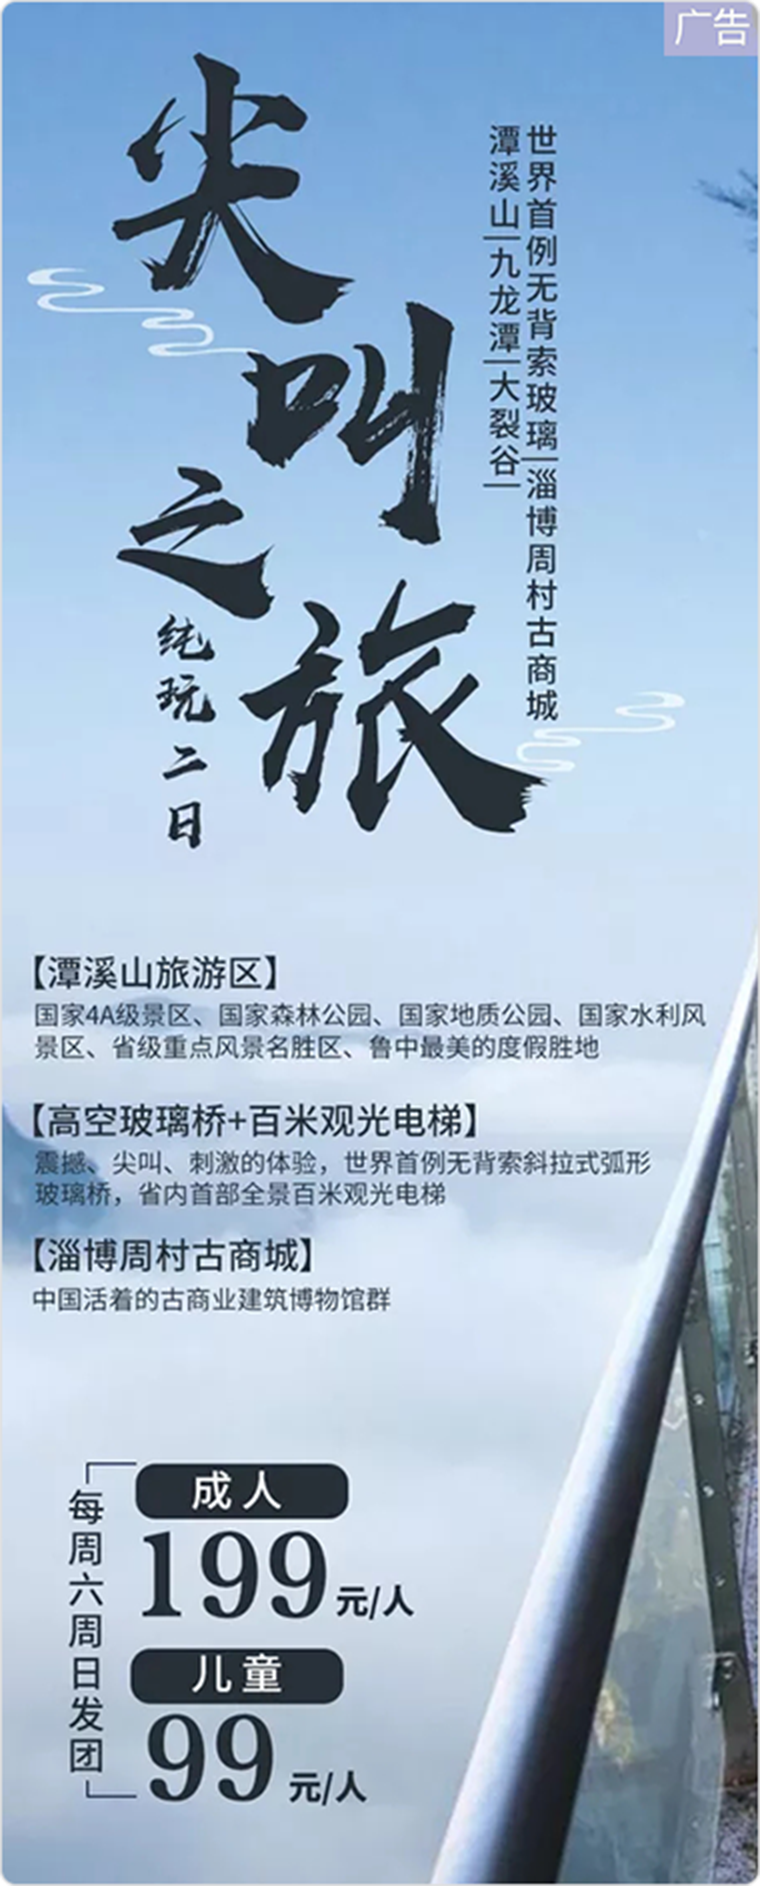 广告
尖叫之旅
纯玩二日
世界首例无背索玻璃|淄博周村古商城
潭溪山|九龙潭|大裂谷|
【潭溪山旅游区】
国家4A级景区、国家森林公园、国家地质公园、国家水利风
景区、省级重点风景名胜区、鲁中最美的度假胜地
【高空玻璃桥+百米观光电梯】
震撼、尖叫、刺激的体验，世界首例无背索斜拉式弧形
玻璃桥，省内首部全景百米观光电梯
【淄博周村古商城】
中国活着的古商业建筑博物馆群
每周六周日发团
成人
199元/人
儿童
99元/人